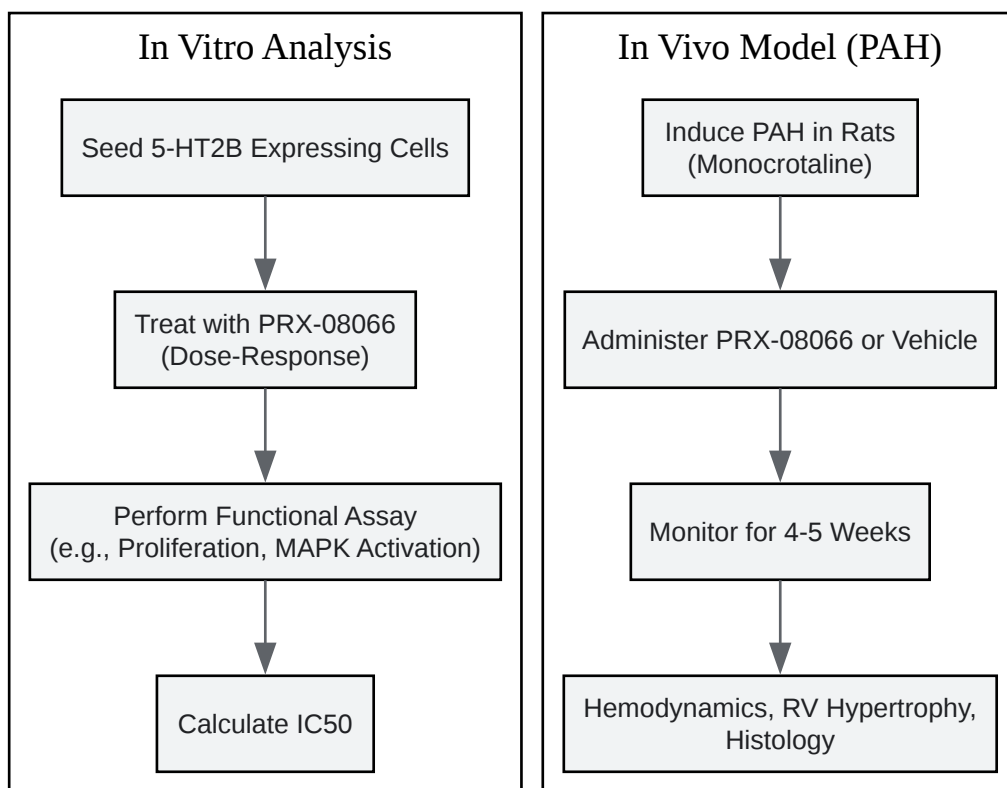 In Vitro Analysis
Seed 5-HT2B Expressing Cells
Treat with PRX-08066
(Dose-Response)
Perform Functional Assay
(e.g., Proliferation, MAPK Activation)
Calculate IC50
In Vivo Model (PAH)
Induce PAH in Rats
(Monocrotaline)
Administer PRX-08066 or Vehicle
Monitor for 4-5 Weeks
Hemodynamics, RV Hypertrophy,
Histology